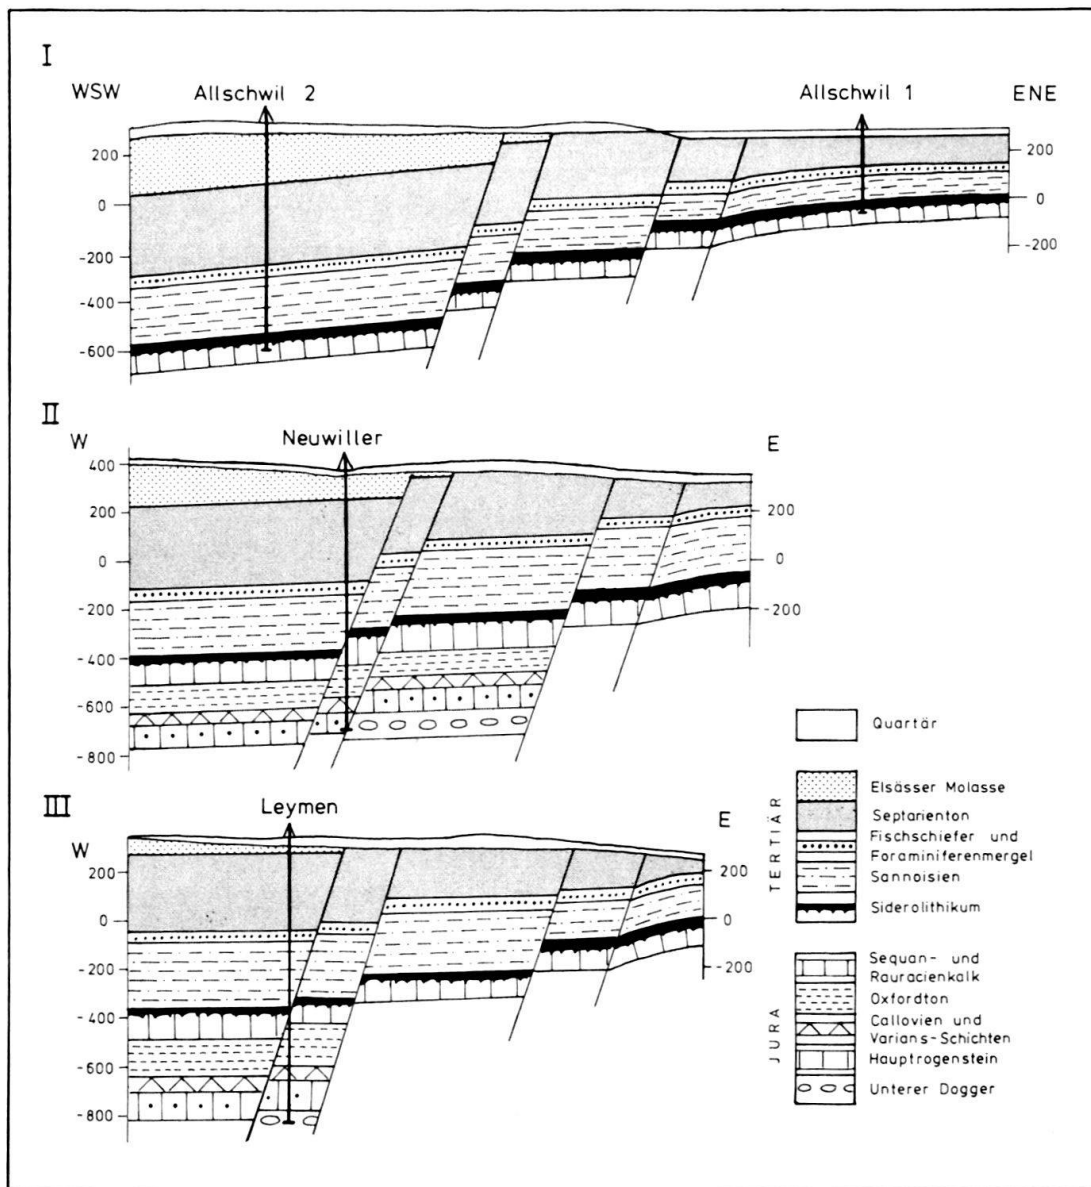 I
WSW
Allschwil 2
Allschwil 1
ENE
200
0
-200
-400
-600
200
0
-200
II
W
Neuwiller
E
400
200
0
-200
-400
-600
-800
200
0
-200
III
W
Leymen
E
200
0
-200
-400
-600
-800
200
0
-200
Quartär
TERTIÄR
Elsässer Molasse
Septarienton
Fischschiefer und
Foraminiferenmergel
Sannoisien
Siderolithikum
JURA
Sequan- und
Rauracienkalk
Oxfordton
Callovien und
Varians-Schichten
Hauptrogenstein
Unterer Dogger